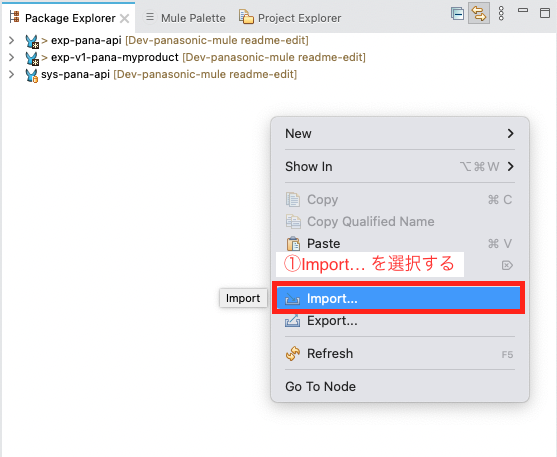 Package Explorer
Mule Palette
Project Explorer
> exp-pana-api [Dev-panasonic-mule readme-edit]
> exp-v1-pana-myproduct [Dev-panasonic-mule readme-edit]
sys-pana-api [Dev-panasonic-mule readme-edit]
New
Show In ⌥⌘W
Copy ⌘C
Copy Qualified Name
Paste ⌘V
①Import... を選択する
Import
Import...
Export...
Refresh F5
Go To Node